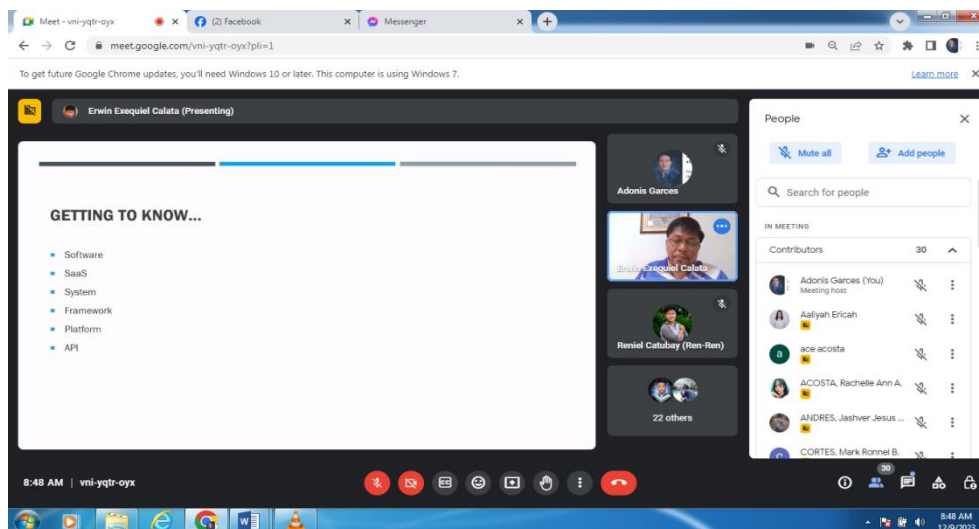 Meet - vni-yqtr-oyx
(2) Facebook
Messenger
meet.google.com/vni-yqtr-oyx?pli=1
To get future Google Chrome updates, you'll need Windows 10 or later. This computer is using Windows 7.
Learn more
Erwin Exequiel Calata (Presenting)
GETTING TO KNOW...
Software
SaaS
System
Framework
Platform
API
Adonis Garces
Erwin Exequiel Calata
Reniel Catubay (Ren-Ren)
22 others
People
Mute all
Add people
Search for people
IN MEETING
Contributors 30
Adonis Garces (You)
Meeting host
Aaliyah Ericah
a
ace acosta
ACOSTA, Rachelle Ann A.
ANDRES, Jashver Jesus ...
C
CORTES, Mark Ronnel B.
8:48 AM | vni-yqtr-oyx
CC
30
W
8:48 AM
12/9/2023